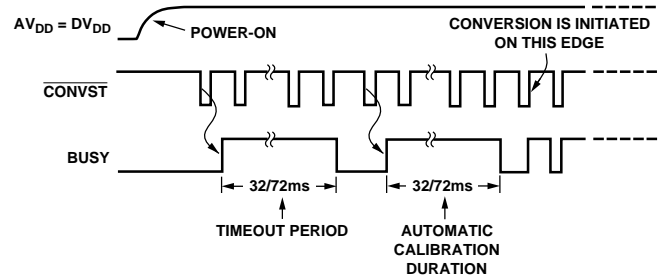 AVDD = DVDD
POWER-ON
CONVERSION IS INITIATED
ON THIS EDGE
CONVST
BUSY
32/72ms
32/72ms
TIMEOUT PERIOD
AUTOMATIC
CALIBRATION
DURATION